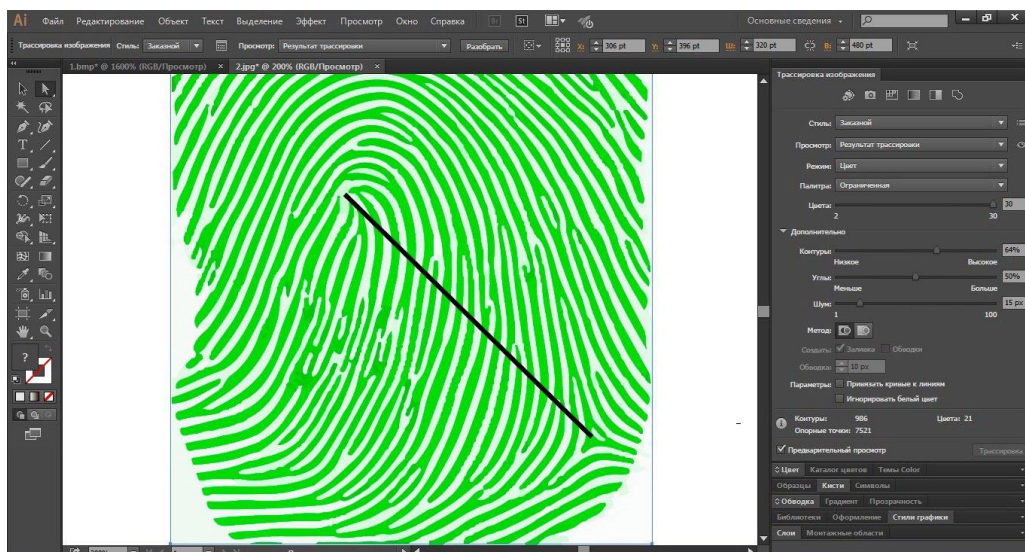 Ai Файл Редактирование Объект Текст Выделение Эффект Просмотр Окно Справка Br St Основные сведения
Трассировка изображения Стиль: Заказной Просмотр: Результат трассировки Разобрать X: 306 pt Y: 396 pt Ш: 320 pt В: 480 pt
1.bmp* @ 1600% (RGB/Просмотр) × 2.jpg* @ 200% (RGB/Просмотр) ×
Трассировка изображения
Стиль: Заказной
Просмотр: Результат трассировки
Режим: Цвет
Палитра: Ограниченная
Цвета: 30
2 30
Дополнительно
Контуры: 64%
Низкое Высокое
Углы: 50%
Меньше Больше
Шум: 15 px
1 100
Метод:
Создать: Заливка Обводки
Обводка: 10 px
Параметры: Привязать кривые к линиям
Игнорировать белый цвет
Контуры: 986 Цвета: 21
Опорные точки: 7521
Предварительный просмотр Трассировка
Цвет Каталог цветов Темы Color
Образцы Кисти Символы
Обводка Градиент Прозрачность
Библиотеки Оформление Стили графики
Слои Монтажные области